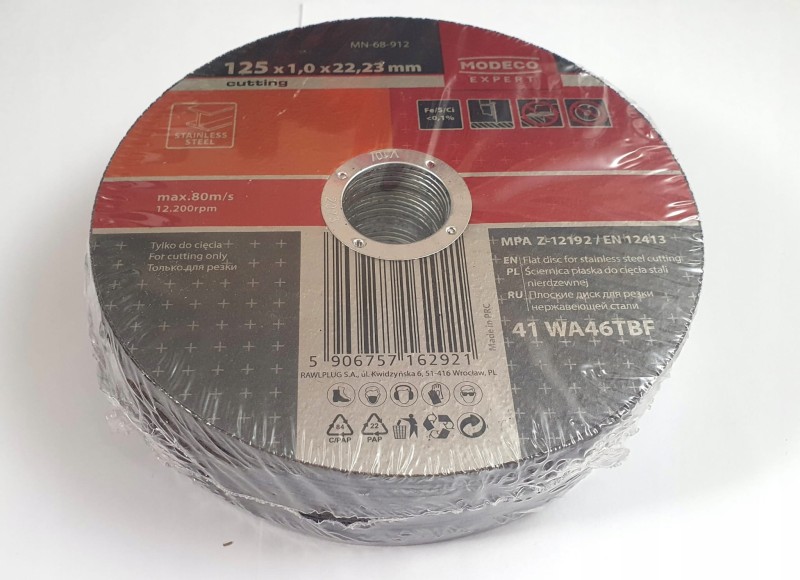 MN-68-912
125 x 1,0 x 22,23 mm
cutting
MODECO
EXPERT
Fe/S/Cl
<0,1%
STAINLESS
STEEL
max.80m/s
12.200rpm
Tylko do cięcia
For cutting only
Только для резки
MPA Z-12192 / EN 12413
EN Flat disc for stainless steel cutting
PL Ściernica płaska do cięcia stali
nierdzewnej
RU Плоские диск для резки
нержавеющей стали
41 WA46TBF
Made in PRC
5 906757 162921
RAWLPLUG S.A., ul. Kwidzyńska 6, 51-416 Wrocław, PL
84
C/PAP
22
PAP